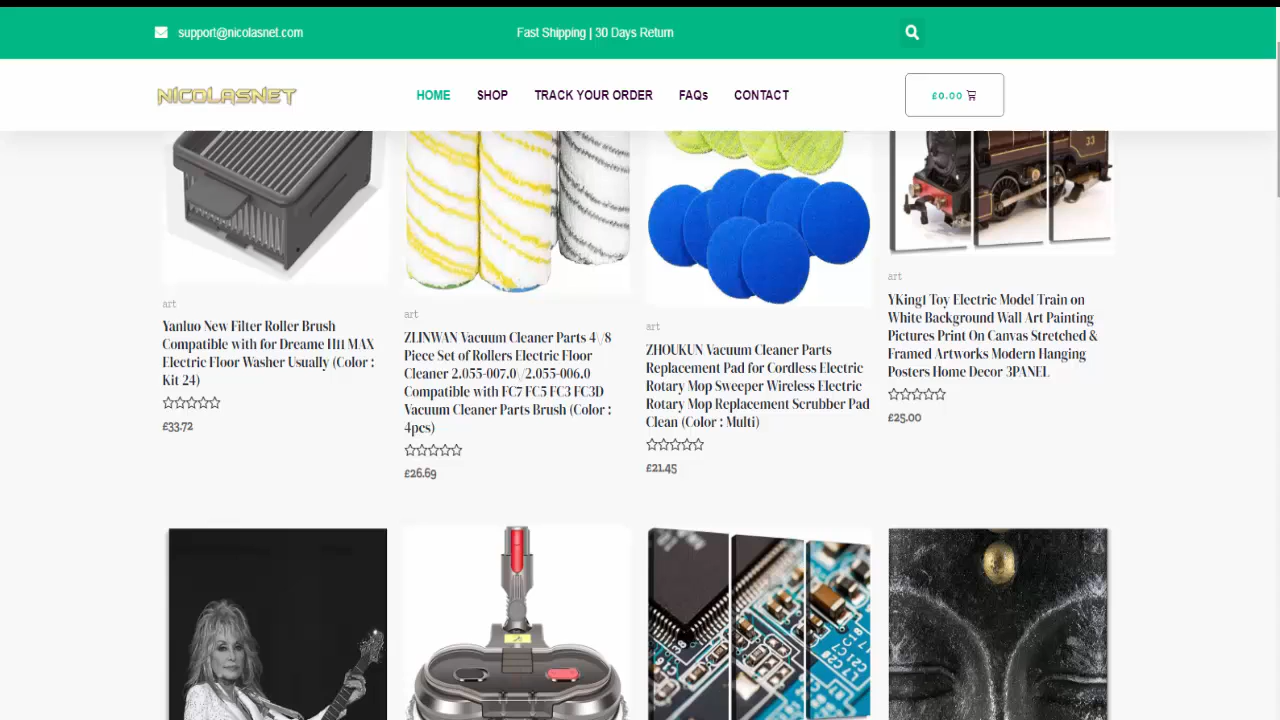 support@nicolasnet.com
Fast Shipping | 30 Days Return
NICOLASNET
HOME
SHOP
TRACK YOUR ORDER
FAQs
CONTACT
£0.00
33
art
Yanluo New Filter Roller Brush
Compatible with for Dreame H11 MAX
Electric Floor Washer Usually (Color :
Kit 24)
£33.72
art
ZLINWAN Vacuum Cleaner Parts 4\/8
Piece Set of Rollers Electric Floor
Cleaner 2.055-007.0\/2.055-006.0
Compatible with FC7 FC5 FC3 FC3D
Vacuum Cleaner Parts Brush (Color :
4pcs)
£26.69
art
ZHOUKUN Vacuum Cleaner Parts
Replacement Pad for Cordless Electric
Rotary Mop Sweeper Wireless Electric
Rotary Mop Replacement Scrubber Pad
Clean (Color : Multi)
£21.45
art
YKing1 Toy Electric Model Train on
White Background Wall Art Painting
Pictures Print On Canvas Stretched &
Framed Artworks Modern Hanging
Posters Home Decor 3PANEL
£25.00